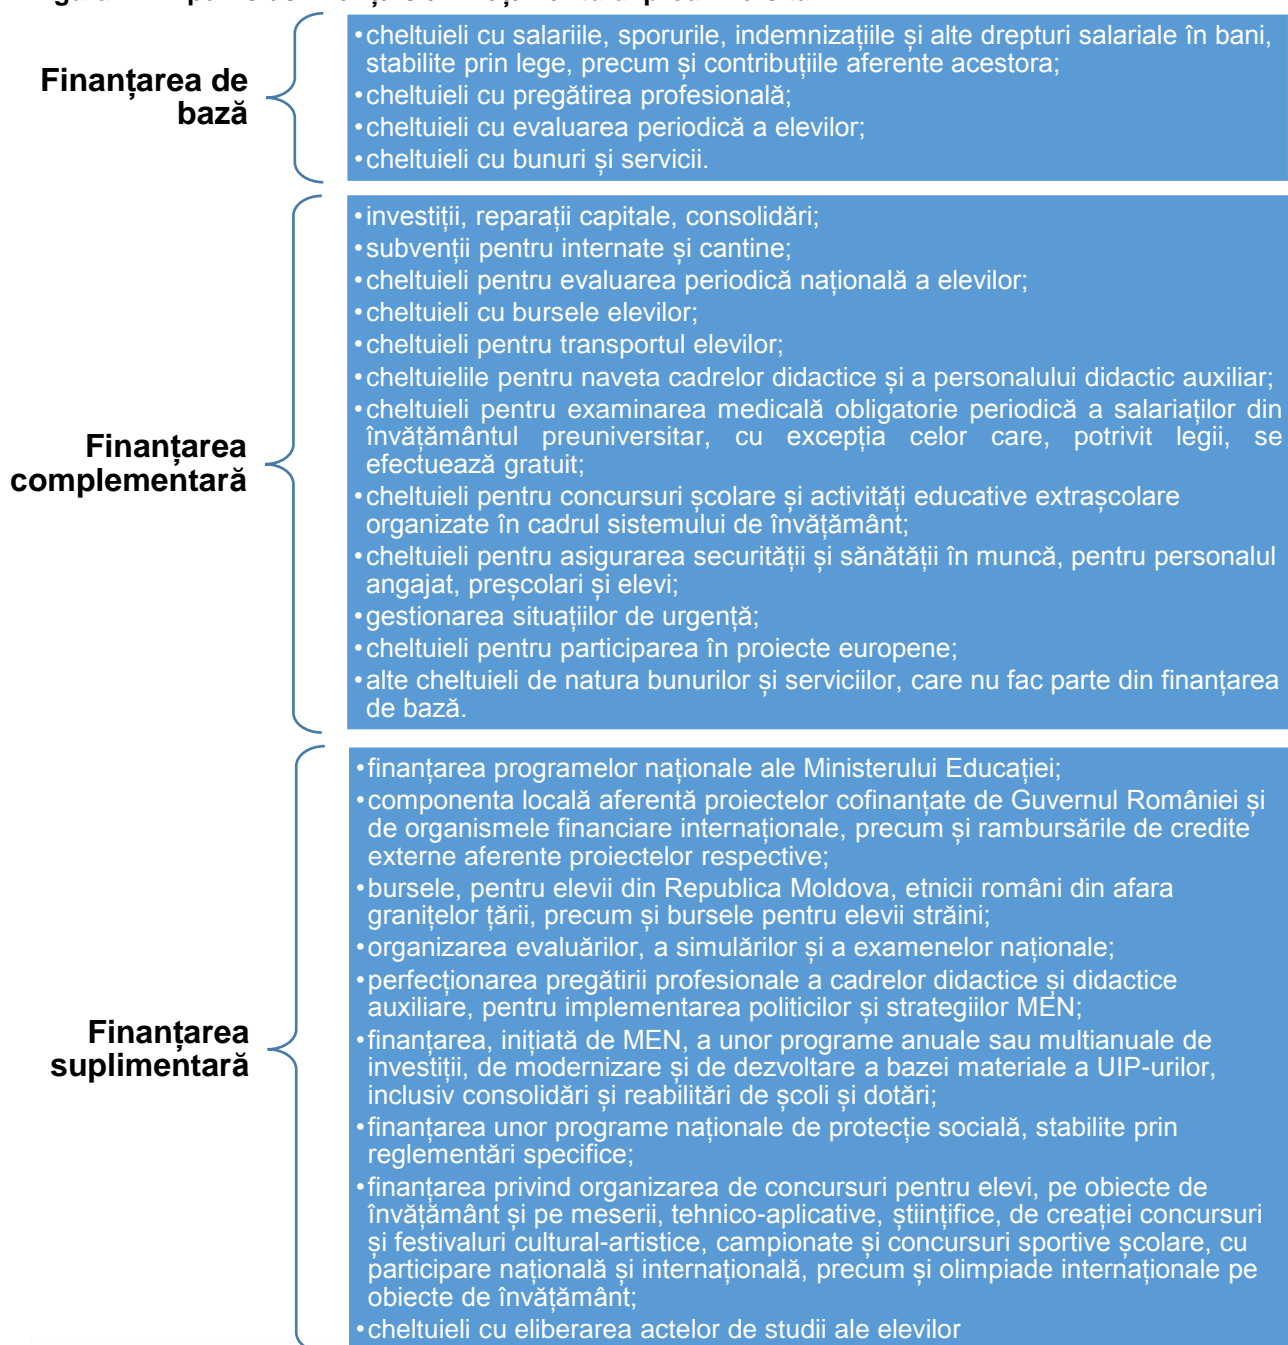 Finanțarea de
bază
•cheltuieli cu salariile, sporurile, indemnizațiile și alte drepturi salariale în bani,
stabilite prin lege, precum și contribuțiile aferente acestora;
•cheltuieli cu pregătirea profesională;
•cheltuieli cu evaluarea periodică a elevilor;
•cheltuieli cu bunuri și servicii.
Finanțarea
complementară
•investiții, reparații capitale, consolidări;
•subvenții pentru internate și cantine;
•cheltuieli pentru evaluarea periodică națională a elevilor;
•cheltuieli cu bursele elevilor;
•cheltuieli pentru transportul elevilor;
•cheltuielile pentru naveta cadrelor didactice și a personalului didactic auxiliar;
•cheltuieli pentru examinarea medicală obligatorie periodică a salariaților din
învățământul preuniversitar, cu excepția celor care, potrivit legii, se
efectuează gratuit;
•cheltuieli pentru concursuri școlare și activități educative extrașcolare
organizate în cadrul sistemului de învățământ;
•cheltuieli pentru asigurarea securității și sănătății în muncă, pentru personalul
angajat, preșcolari și elevi;
•gestionarea situațiilor de urgență;
•cheltuieli pentru participarea în proiecte europene;
•alte cheltuieli de natura bunurilor și serviciilor, care nu fac parte din finanțarea
de bază.
Finanțarea
suplimentară
•finanțarea programelor naționale ale Ministerului Educației;
•componenta locală aferentă proiectelor cofinanțate de Guvernul României și
de organismele financiare internaționale, precum și rambursările de credite
externe aferente proiectelor respective;
•bursele, pentru elevii din Republica Moldova, etnicii români din afara
granițelor țării, precum și bursele pentru elevii străini;
•organizarea evaluărilor, a simulărilor și a examenelor naționale;
•perfecționarea pregătirii profesionale a cadrelor didactice și didactice
auxiliare, pentru implementarea politicilor și strategiilor MEN;
•finanțarea, inițiată de MEN, a unor programe anuale sau multianuale de
investiții, de modernizare și de dezvoltare a bazei materiale a UIP-urilor,
inclusiv consolidări și reabilitări de școli și dotări;
•finanțarea unor programe naționale de protecție socială, stabilite prin
reglementări specifice;
•finanțarea privind organizarea de concursuri pentru elevi, pe obiecte de
învățământ și pe meserii, tehnico-aplicative, științifice, de creației concursuri
și festivaluri cultural-artistice, campionate și concursuri sportive școlare, cu
participare națională și internațională, precum și olimpiade internaționale pe
obiecte de învățământ;
•cheltuieli cu eliberarea actelor de studii ale elevilor